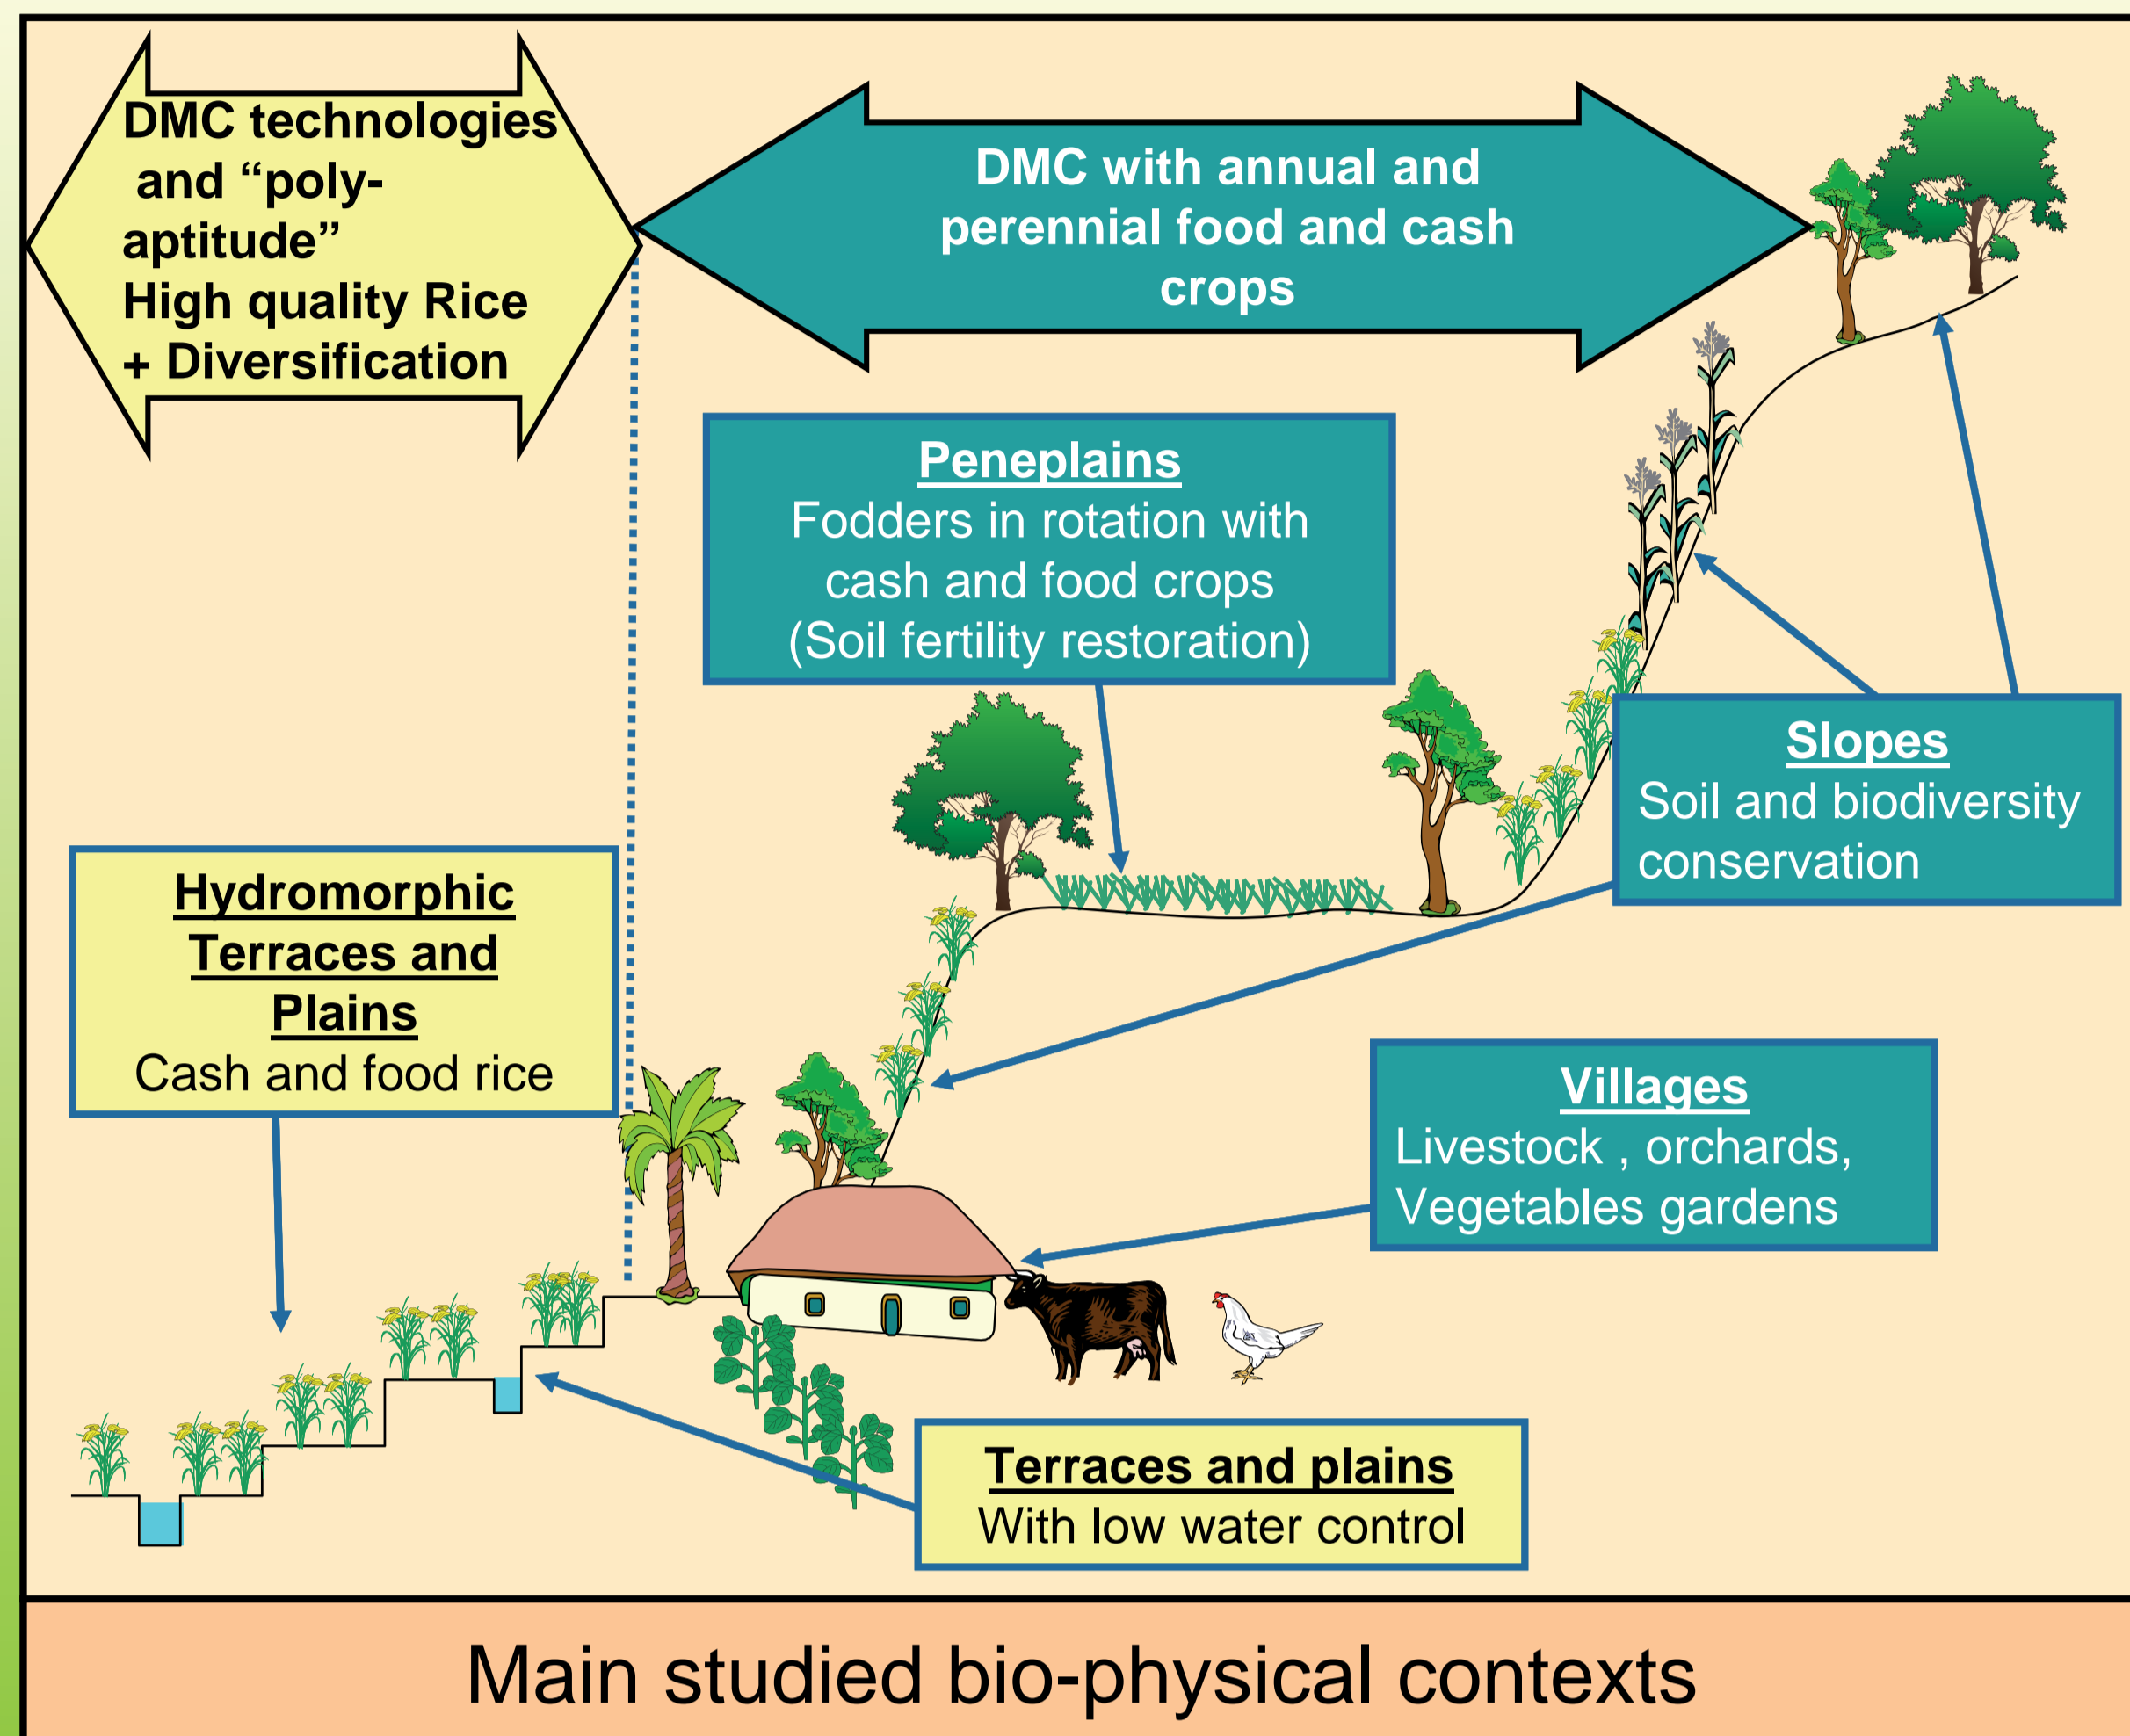 DMC technologies
and “poly-
aptitude”
High quality Rice
+ Diversification
DMC with annual and
perennial food and cash
crops
Peneplains
Fodders in rotation with
cash and food crops
(Soil fertility restoration)
Slopes
Soil and biodiversity
conservation
Hydromorphic
Terraces and
Plains
Cash and food rice
Villages
Livestock , orchards,
Vegetables gardens
Terraces and plains
With low water control
Main studied bio-physical contexts